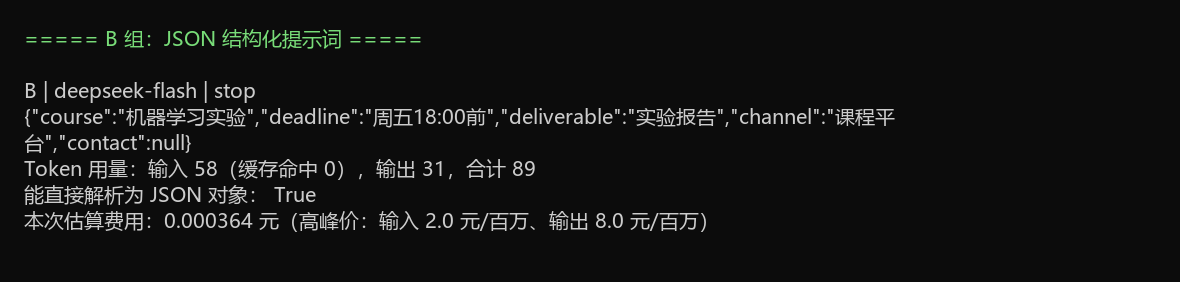 ===== B 组：JSON 结构化提示词 =====
B | deepseek-flash | stop
{"course":"机器学习实验","deadline":"周五18:00前","deliverable":"实验报告","channel":"课程平
台","contact":null}
Token 用量：输入 58（缓存命中 0），输出 31，合计 89
能直接解析为 JSON 对象： True
本次估算费用：0.000364 元（高峰价：输入 2.0 元/百万、输出 8.0 元/百万）